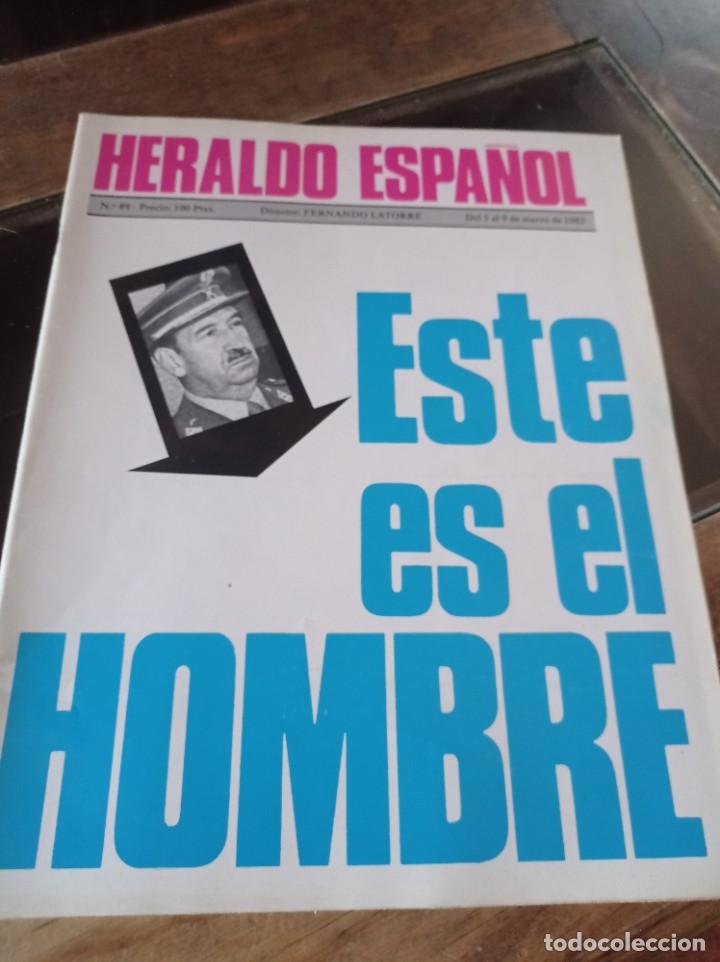 HERALDO ESPAÑOL
N.º 89 - Precio: 100 Ptas. Director: FERNANDO LATORRE Del 3 al 9 de marzo de 1982
Este
es el
HOMBRE
todocoleccion